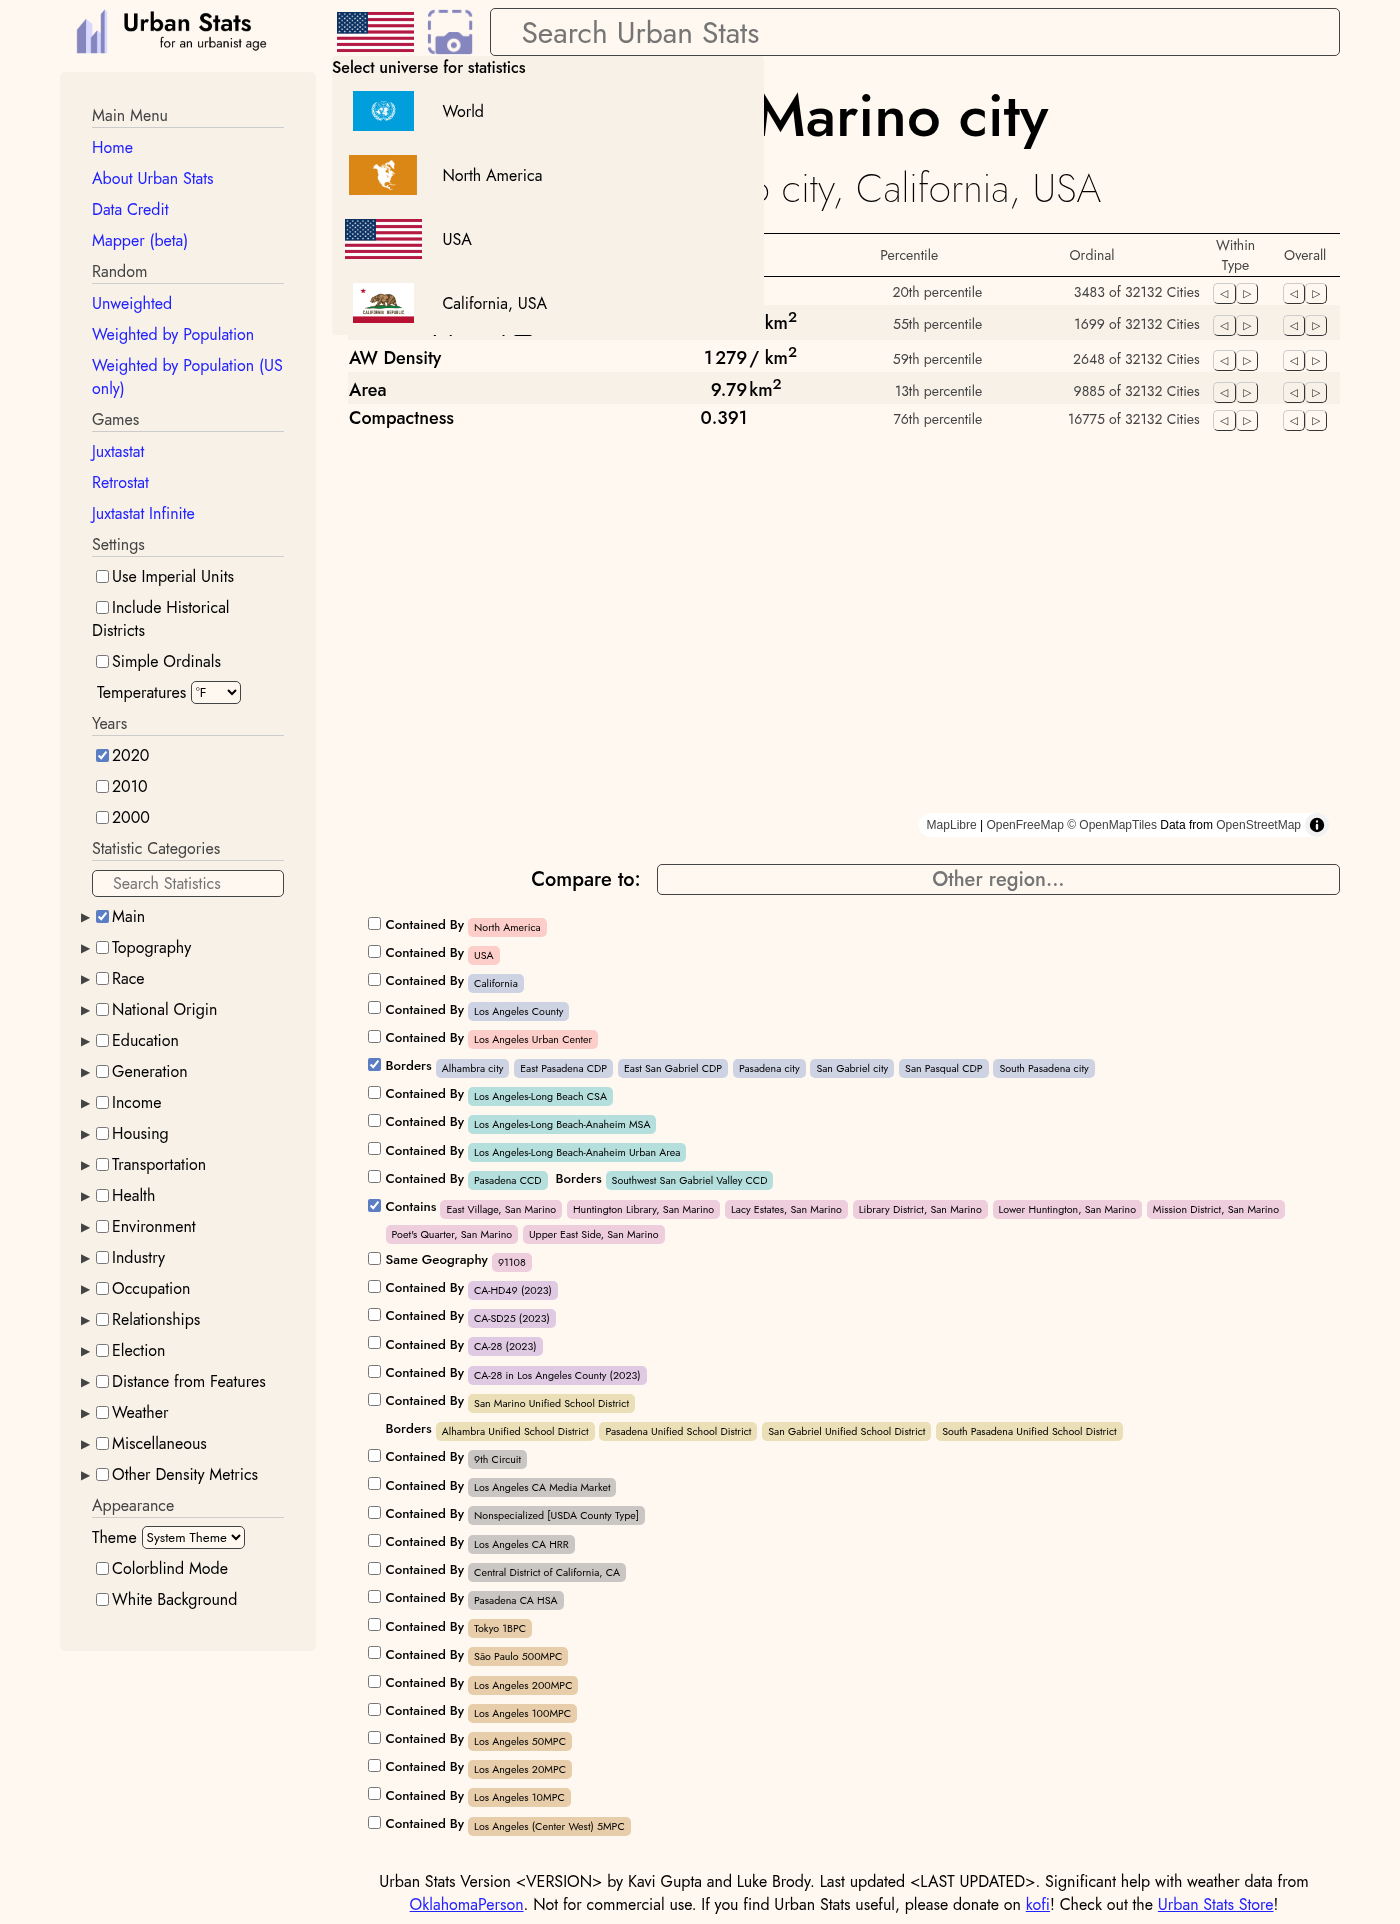 Urban Stats
for an urbanist age
Search Urban Stats
Select universe for statistics
World
North America
USA
California, USA
Main Menu
Home
About Urban Stats
Data Credit
Mapper (beta)
Random
Unweighted
Weighted by Population
Weighted by Population (US
only)
Games
Juxtastat
Retrostat
Juxtastat Infinite
Settings
Use Imperial Units
Include Historical
Districts
Simple Ordinals
Temperatures °F
Years
2020
2010
2000
Statistic Categories
Search Statistics
Main
Topography
Race
National Origin
Education
Generation
Income
Housing
Transportation
Health
Environment
Industry
Occupation
Relationships
Election
Distance from Features
Weather
Miscellaneous
Other Density Metrics
Appearance
Theme System Theme
Colorblind Mode
White Background
Marino city
city, California, USA
Percentile Ordinal Within Type Overall
20th percentile 3483 of 32132 Cities
km2 55th percentile 1699 of 32132 Cities
AW Density 1 279 / km2 59th percentile 2648 of 32132 Cities
Area 9.79 km2 13th percentile 9885 of 32132 Cities
Compactness 0.391 76th percentile 16775 of 32132 Cities
MapLibre | OpenFreeMap © OpenMapTiles Data from OpenStreetMap
Compare to: Other region...
Contained By North America
Contained By USA
Contained By California
Contained By Los Angeles County
Contained By Los Angeles Urban Center
Borders Alhambra city East Pasadena CDP East San Gabriel CDP Pasadena city San Gabriel city San Pasqual CDP South Pasadena city
Contained By Los Angeles-Long Beach CSA
Contained By Los Angeles-Long Beach-Anaheim MSA
Contained By Los Angeles-Long Beach-Anaheim Urban Area
Contained By Pasadena CCD Borders Southwest San Gabriel Valley CCD
Contains East Village, San Marino Huntington Library, San Marino Lacy Estates, San Marino Library District, San Marino Lower Huntington, San Marino Mission District, San Marino
Poet's Quarter, San Marino Upper East Side, San Marino
Same Geography 91108
Contained By CA-HD49 (2023)
Contained By CA-SD25 (2023)
Contained By CA-28 (2023)
Contained By CA-28 in Los Angeles County (2023)
Contained By San Marino Unified School District
Borders Alhambra Unified School District Pasadena Unified School District San Gabriel Unified School District South Pasadena Unified School District
Contained By 9th Circuit
Contained By Los Angeles CA Media Market
Contained By Nonspecialized [USDA County Type]
Contained By Los Angeles CA HRR
Contained By Central District of California, CA
Contained By Pasadena CA HSA
Contained By Tokyo 1BPC
Contained By São Paulo 500MPC
Contained By Los Angeles 200MPC
Contained By Los Angeles 100MPC
Contained By Los Angeles 50MPC
Contained By Los Angeles 20MPC
Contained By Los Angeles 10MPC
Contained By Los Angeles (Center West) 5MPC
Urban Stats Version <VERSION> by Kavi Gupta and Luke Brody. Last updated <LAST UPDATED>. Significant help with weather data from
OklahomaPerson. Not for commercial use. If you find Urban Stats useful, please donate on kofi! Check out the Urban Stats Store!